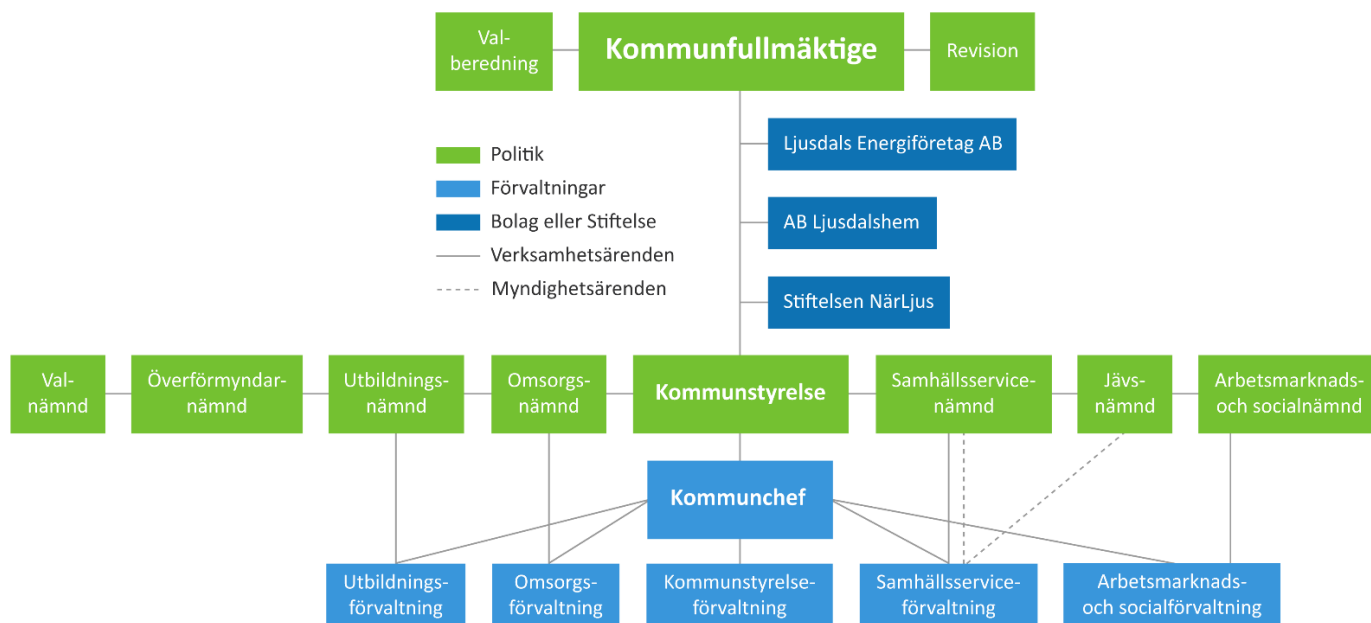 Val-
beredning
Kommunfullmäktige
Revision
Ljusdals Energiföretag AB
AB Ljusdalshem
Stiftelsen NärLjus
Politik
Förvaltningar
Bolag eller Stiftelse
Verksamhetsärenden
Myndighetsärenden
Val-
nämnd
Överförmyndar-
nämnd
Utbildnings-
nämnd
Omsorgs-
nämnd
Kommunstyrelse
Samhällsservice-
nämnd
Jävs-
nämnd
Arbetsmarknads-
och socialnämnd
Kommunchef
Utbildnings-
förvaltning
Omsorgs-
förvaltning
Kommunstyrelse-
förvaltning
Samhällsservice-
förvaltning
Arbetsmarknads-
och socialförvaltning